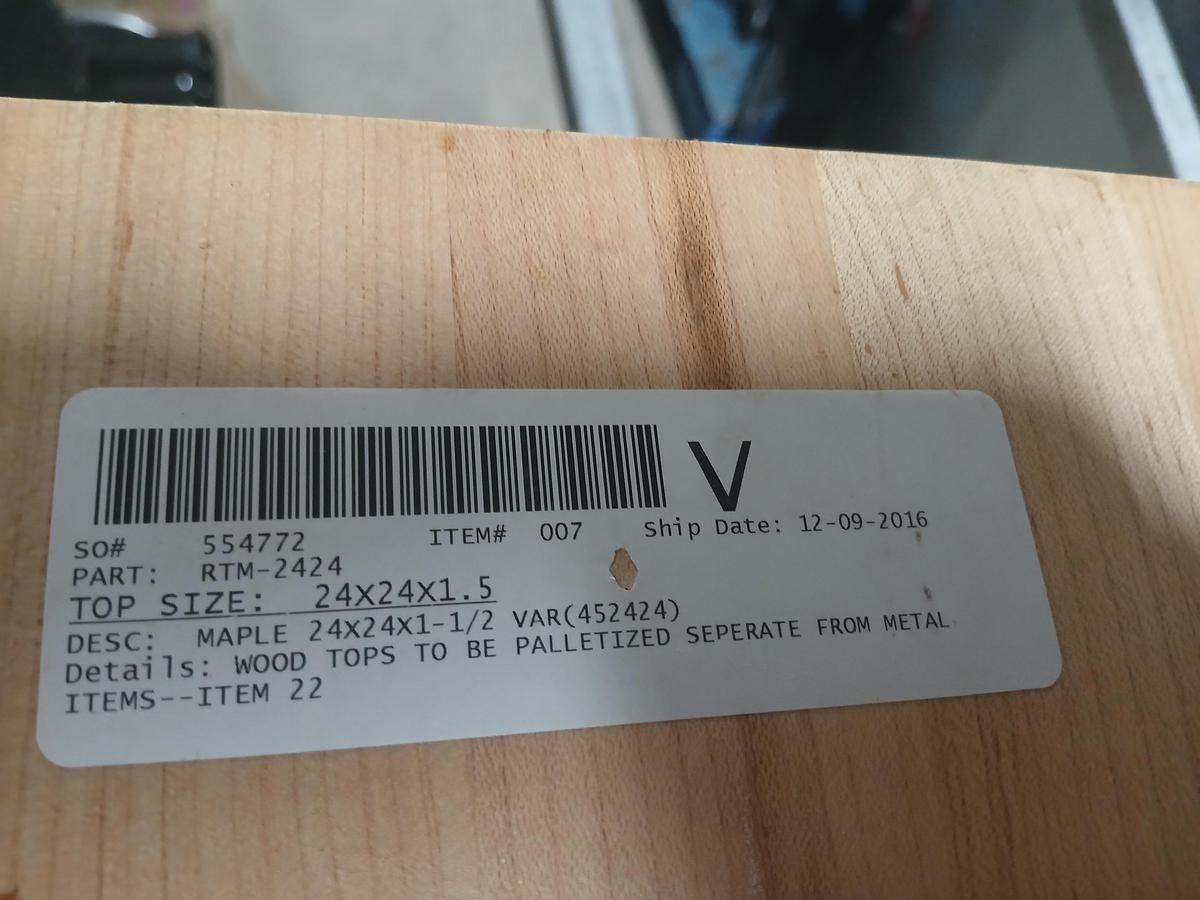 V
SO# 554772 ITEM# 007 Ship Date: 12-09-2016
PART: RTM-2424
TOP SIZE: 24X24X1.5
DESC: MAPLE 24X24X1-1/2 VAR(452424)
Details: WOOD TOPS TO BE PALLETIZED SEPERATE FROM METAL
ITEMS--ITEM 22